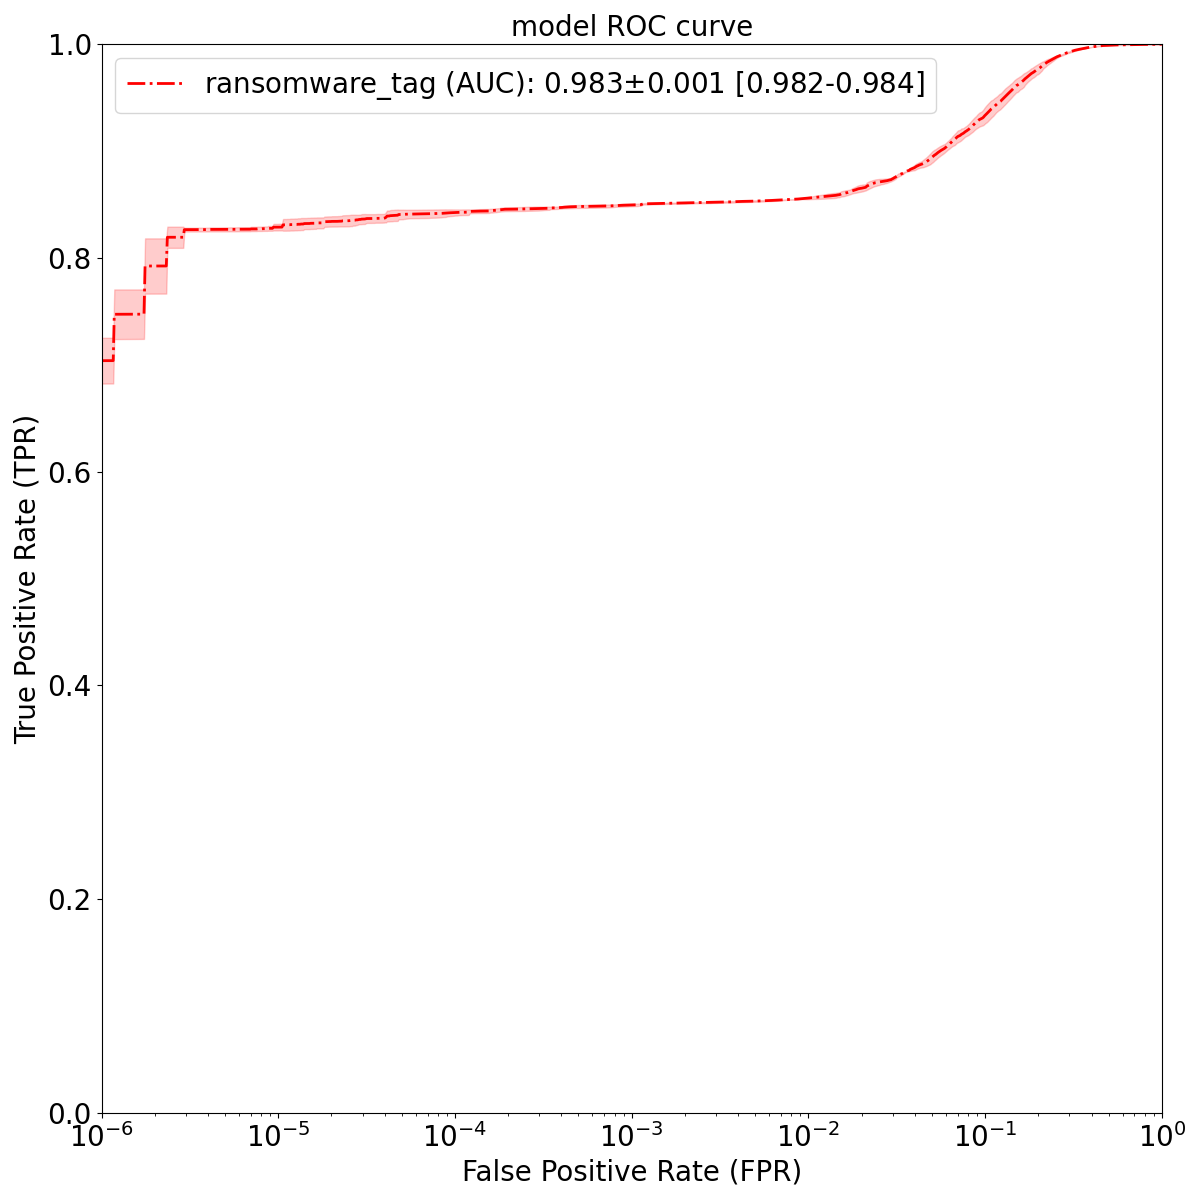 model ROC curve
ransomware_tag (AUC): 0.983±0.001 [0.982-0.984]
True Positive Rate (TPR)
1.0
0.8
0.6
0.4
0.2
0.0
10⁻⁶ 10⁻⁵ 10⁻⁴ 10⁻³ 10⁻² 10⁻¹ 10⁰
False Positive Rate (FPR)